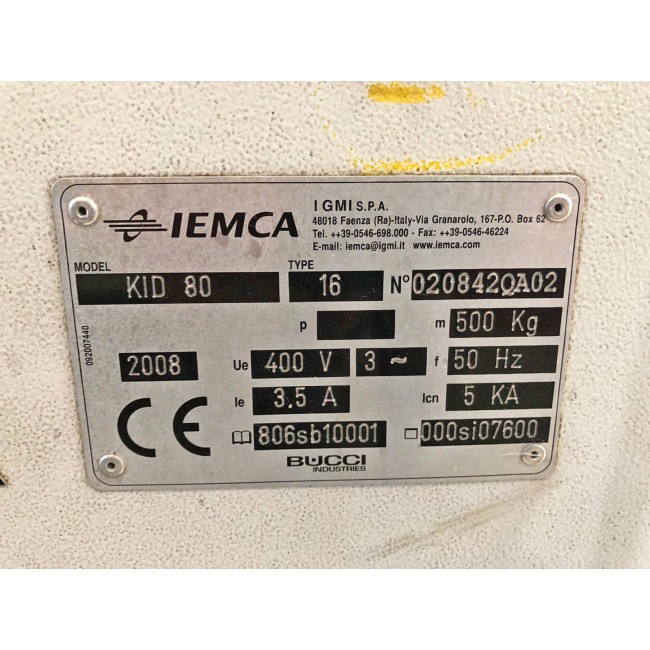 IEMCA
I GMI S.P.A.
48018 Faenza (Ra)-Italy-Via Granarolo, 167-P.O. Box 62
Tel. ++39-0546-698.000 - Fax: ++39-0546-46224
E-mail: iemca@igmi.it www.iemca.com
MODEL TYPE
KID 80 16 N° 020842QA02
p m 500 Kg
092007440
2008 Ue 400 V 3 ~ f 50 Hz
Ie 3,5 A Icn 5 KA
CE
806sb10001 000si07600
BUCCI
INDUSTRIES